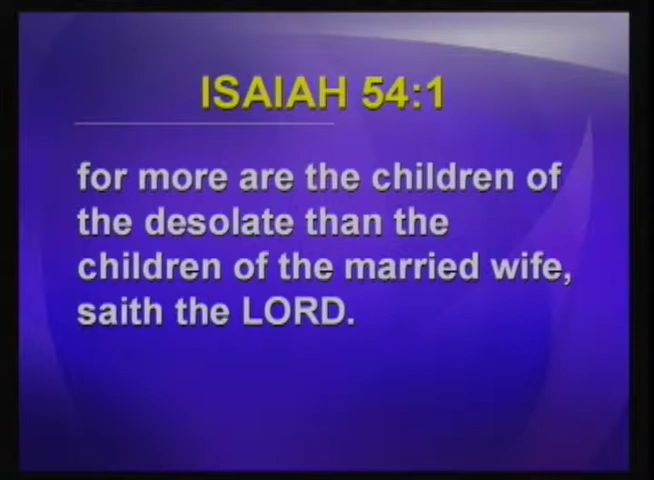 ISAIAH 54:1
for more are the children of
the desolate than the
children of the married wife,
saith the LORD.